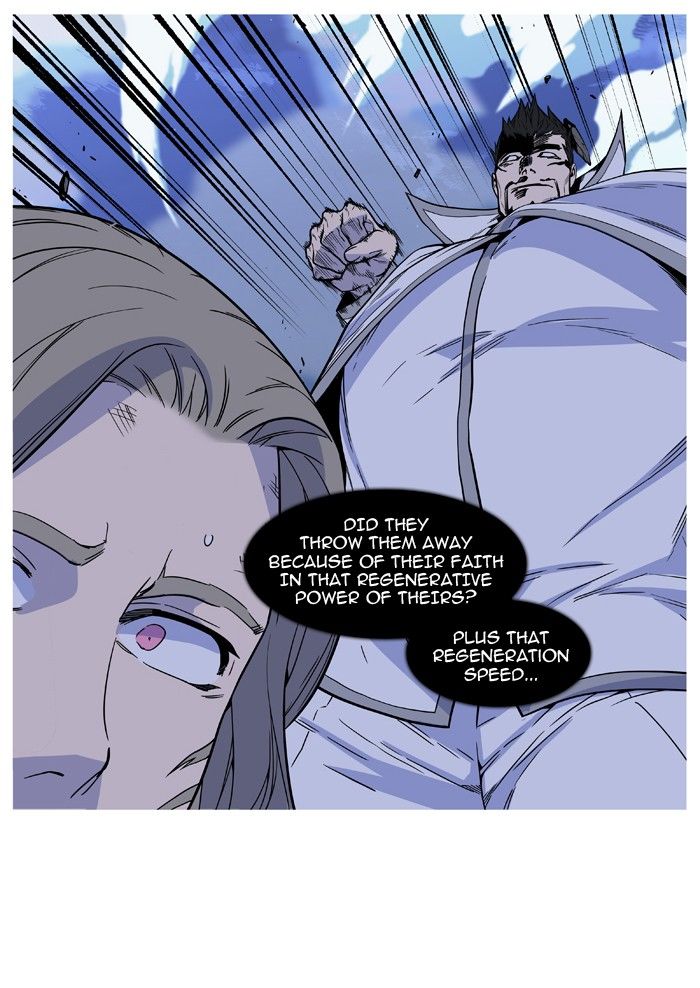 DID THEY
THROW THEM AWAY
BECAUSE OF THEIR FAITH
IN THAT REGENERATIVE
POWER OF THEIRS?
PLUS THAT
REGENERATION
SPEED...